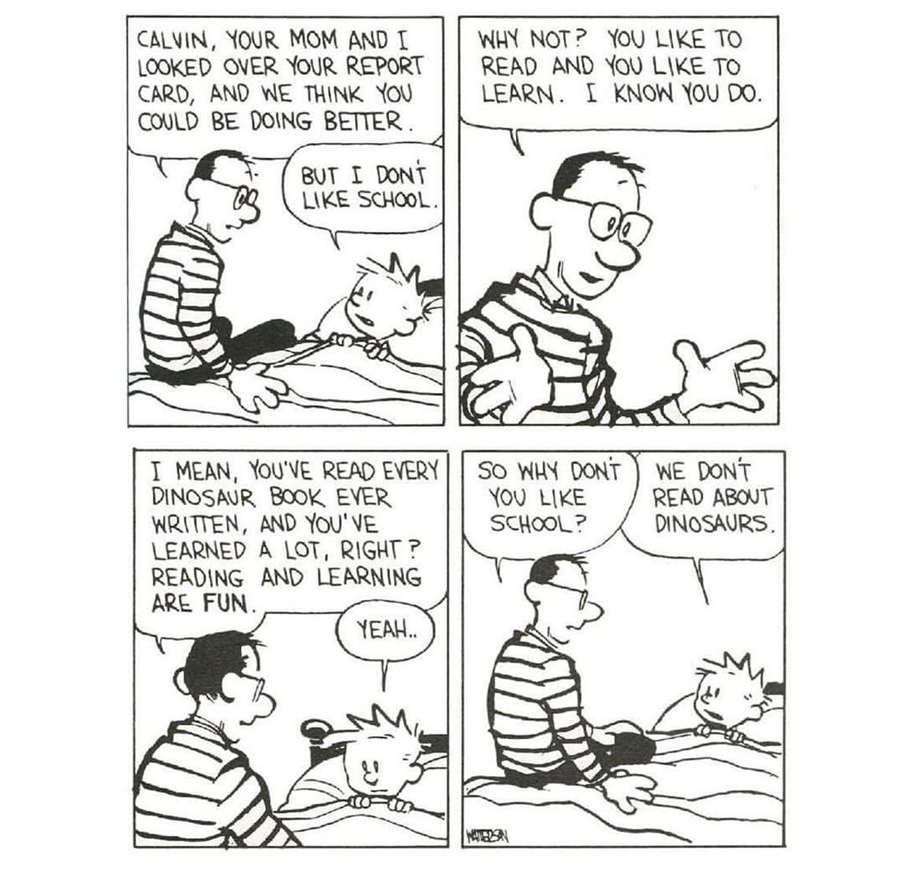 CALVIN, YOUR MOM AND I
LOOKED OVER YOUR REPORT
CARD, AND WE THINK YOU
COULD BE DOING BETTER.
BUT I DON'T
LIKE SCHOOL.
WHY NOT? YOU LIKE TO
READ AND YOU LIKE TO
LEARN. I KNOW YOU DO.
I MEAN, YOU'VE READ EVERY
DINOSAUR BOOK EVER
WRITTEN, AND YOU'VE
LEARNED A LOT, RIGHT?
READING AND LEARNING
ARE FUN.
YEAH..
SO WHY DON'T
YOU LIKE
SCHOOL?
WE DON'T
READ ABOUT
DINOSAURS.
WATTERSON